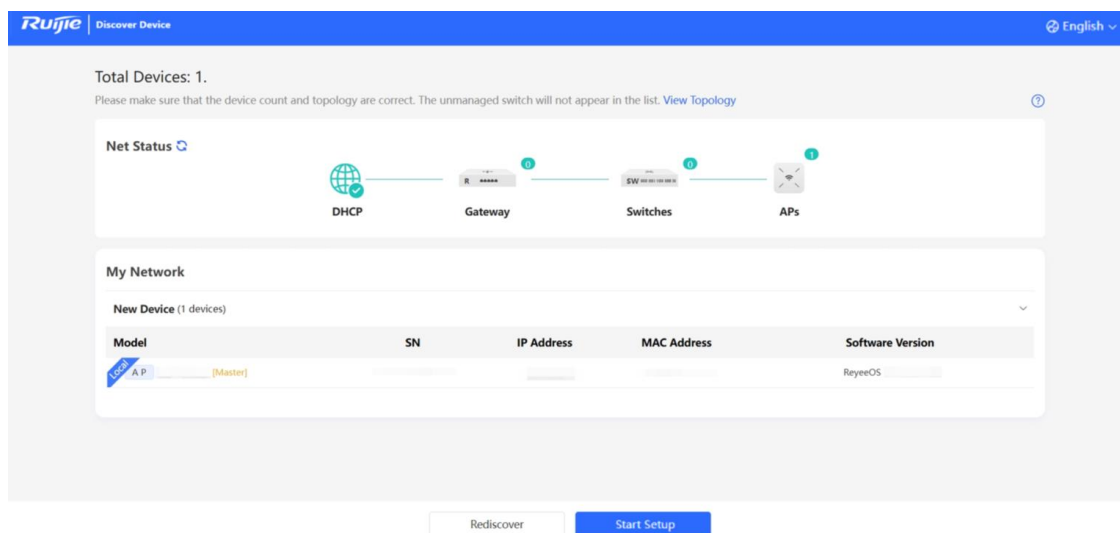 Ruijie Discover Device English
Total Devices: 1.
Please make sure that the device count and topology are correct. The unmanaged switch will not appear in the list. View Topology
Net Status
0 0 1
R SW
DHCP Gateway Switches APs
My Network
New Device (1 devices)
Model SN IP Address MAC Address Software Version
Local AP [Master] ReyeeOS
Rediscover Start Setup